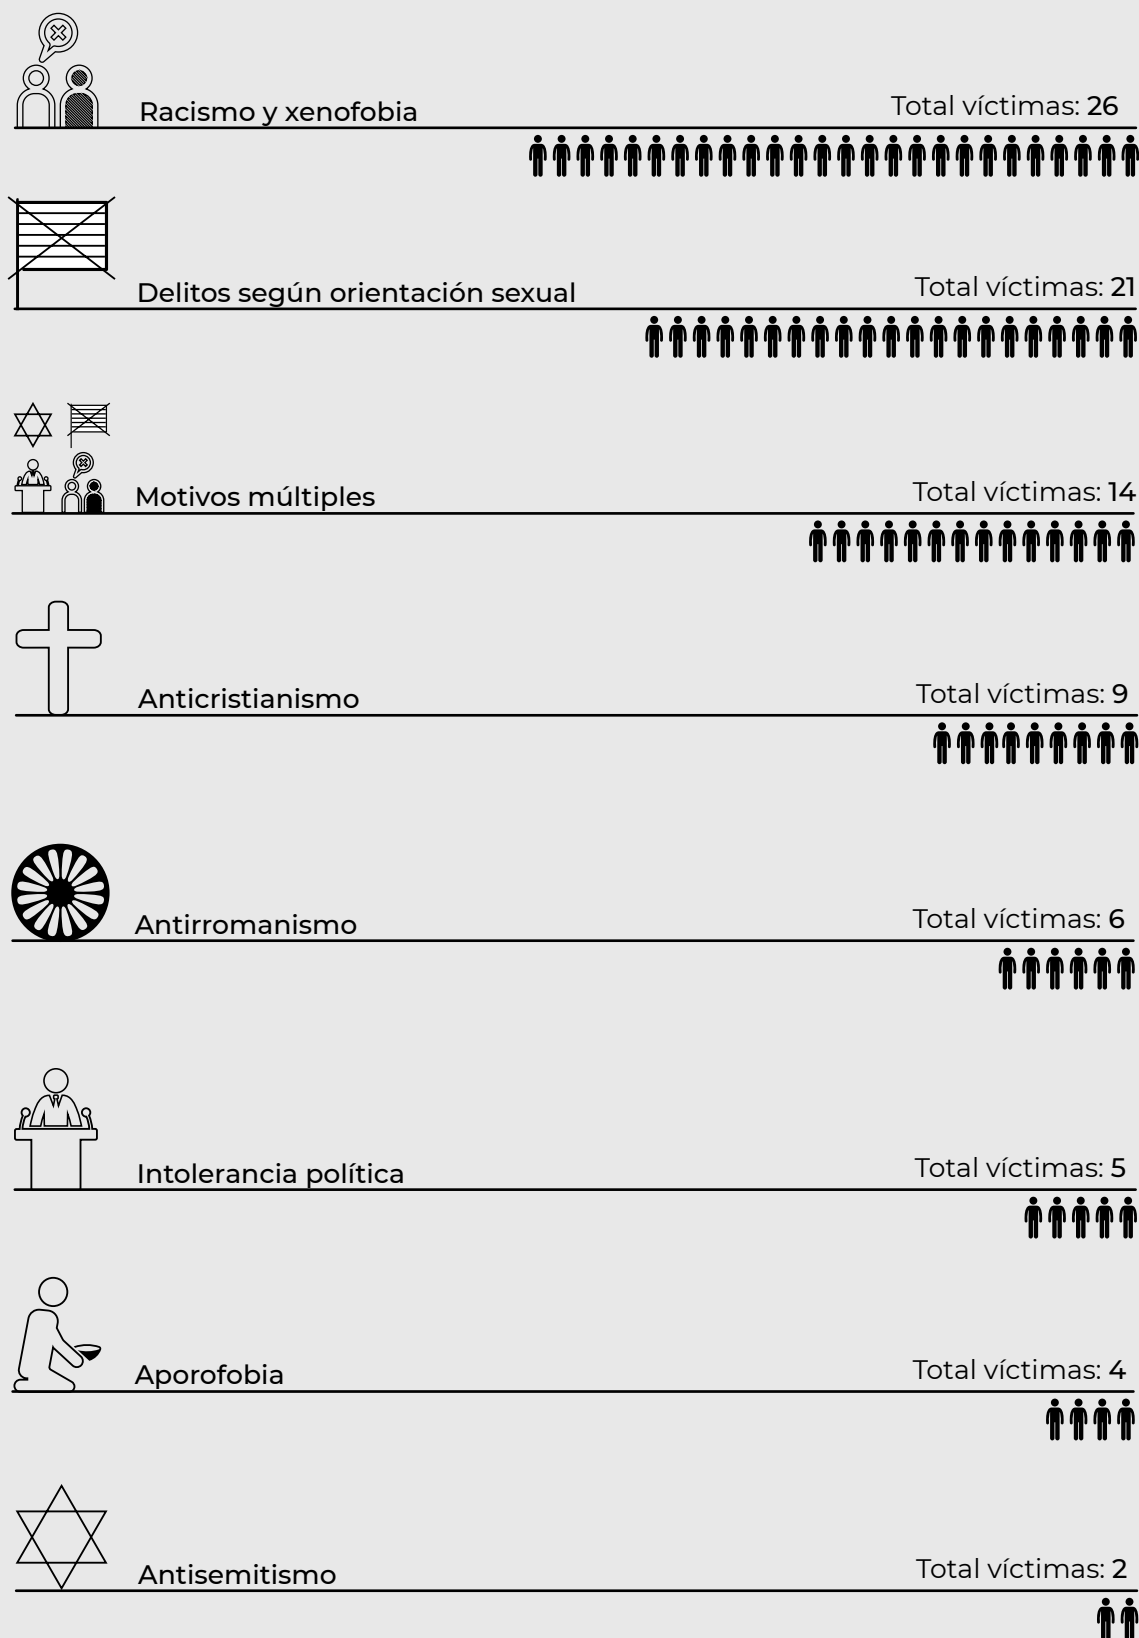 Racismo y xenofobia
Total víctimas: 26
Delitos según orientación sexual
Total víctimas: 21
Motivos múltiples
Total víctimas: 14
Anticristianismo
Total víctimas: 9
Antirromanismo
Total víctimas: 6
Intolerancia política
Total víctimas: 5
Aporofobia
Total víctimas: 4
Antisemitismo
Total víctimas: 2